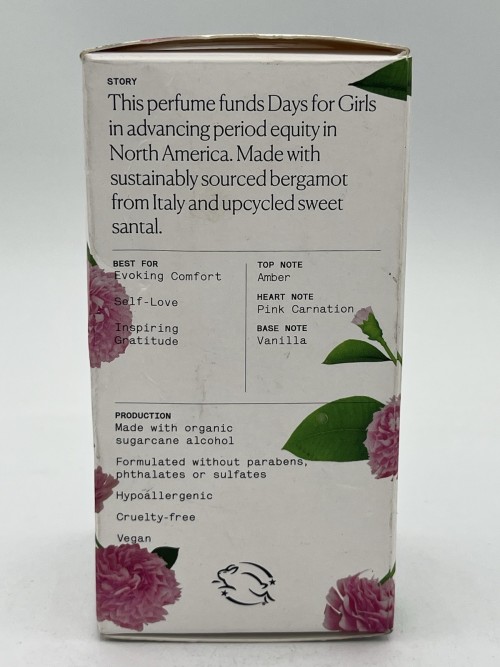 STORY
This perfume funds Days for Girls
in advancing period equity in
North America. Made with
sustainably sourced bergamot
from Italy and upcycled sweet
santal.
BEST FOR
Evoking Comfort
Self-Love
Inspiring
Gratitude
TOP NOTE
Amber
HEART NOTE
Pink Carnation
BASE NOTE
Vanilla
PRODUCTION
Made with organic
sugarcane alcohol
Formulated without parabens,
phthalates or sulfates
Hypoallergenic
Cruelty-free
Vegan